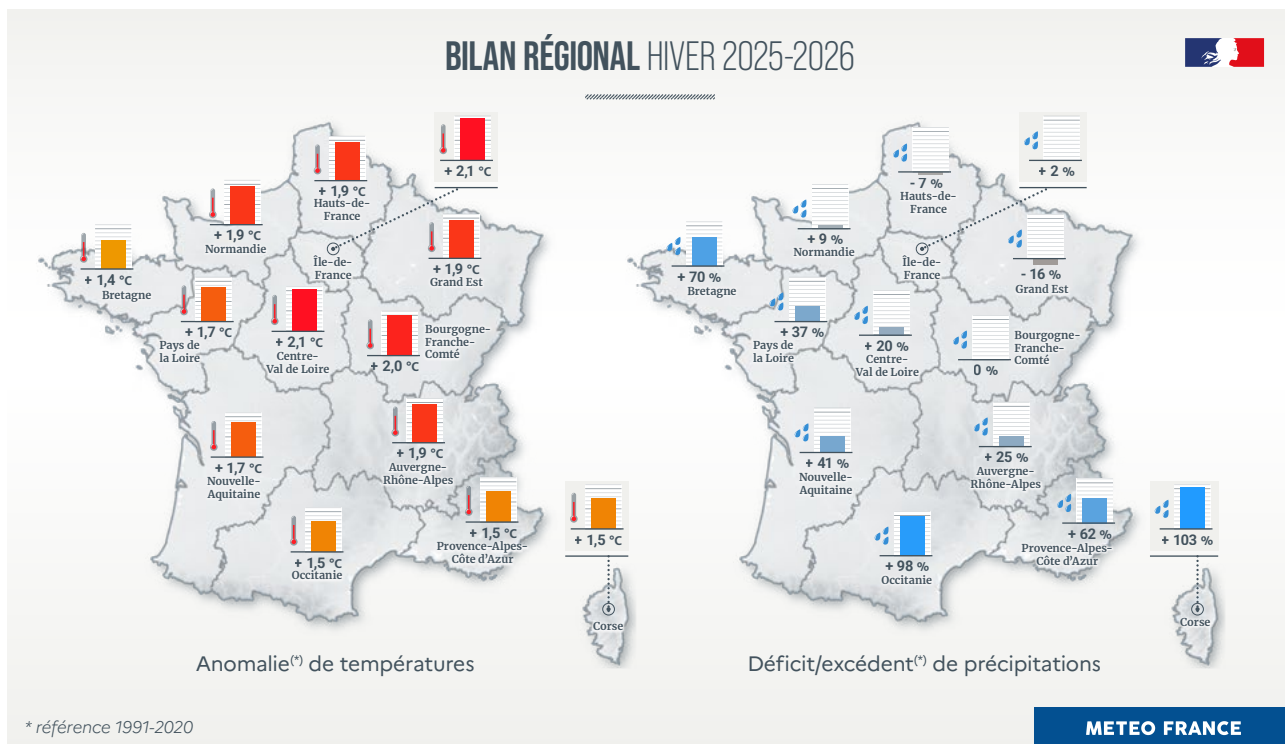 BILAN RÉGIONAL HIVER 2025-2026
+ 2,1 °C
+ 1,9 °C
Hauts-de-
France
+ 1,9 °C
Normandie
Île-de-
France
+ 1,9 °C
Grand Est
+ 1,4 °C
Bretagne
+ 1,7 °C
Pays de
la Loire
+ 2,1 °C
Centre-
Val de Loire
Bourgogne-
Franche-
Comté
+ 2,0 °C
+ 1,7 °C
Nouvelle-
Aquitaine
+ 1,9 °C
Auvergne-
Rhône-Alpes
+ 1,5 °C
Provence-Alpes-
Côte d'Azur
+ 1,5 °C
+ 1,5 °C
Occitanie
Corse
Anomalie(*) de températures
+ 2 %
- 7 %
Hauts-de-
France
+ 9 %
Normandie
Île-de-
France
- 16 %
Grand Est
+ 70 %
Bretagne
+ 37 %
Pays de
la Loire
+ 20 %
Centre-
Val de Loire
Bourgogne-
Franche-
Comté
0 %
+ 41 %
Nouvelle-
Aquitaine
+ 25 %
Auvergne-
Rhône-Alpes
+ 62 %
Provence-Alpes-
Côte d'Azur
+ 103 %
+ 98 %
Occitanie
Corse
Déficit/excédent(*) de précipitations
* référence 1991-2020
METEO FRANCE